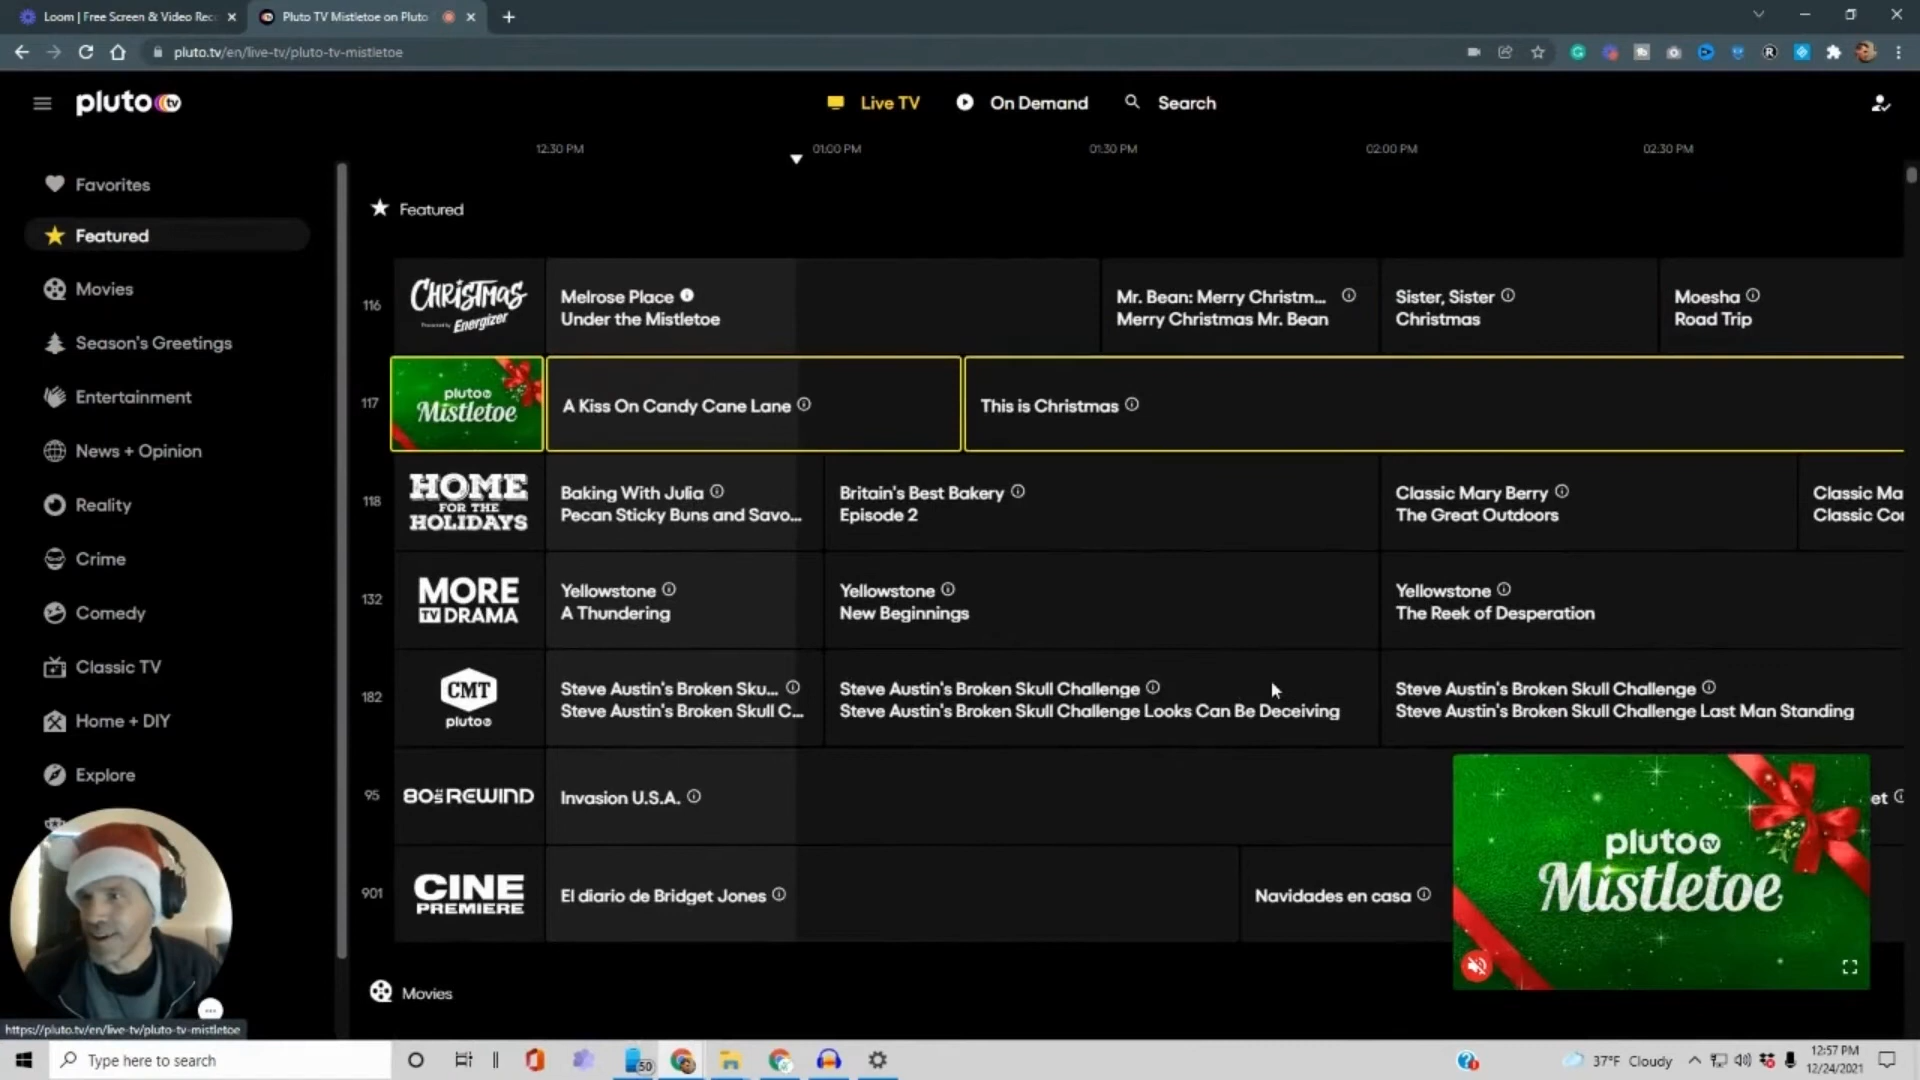 Loom | Free Screen & Video Rec
Pluto TV Mistletoe on Pluto
pluto.tv/en/live-tv/pluto-tv-mistletoe
pluto tv
Live TV
On Demand
Search
12:30 PM
01:00 PM
01:30 PM
02:00 PM
02:30 PM
Favorites
Featured
Movies
Season's Greetings
Entertainment
News + Opinion
Reality
Crime
Comedy
Classic TV
Home + DIY
Explore
Featured
116
CHRISTMAS
Presented by Energizer
Melrose Place
Under the Mistletoe
Mr. Bean: Merry Christm...
Merry Christmas Mr. Bean
Sister, Sister
Christmas
Moesha
Road Trip
117
pluto tv
Mistletoe
A Kiss On Candy Cane Lane
This is Christmas
118
HOME
FOR THE
HOLIDAYS
Baking With Julia
Pecan Sticky Buns and Savo...
Britain's Best Bakery
Episode 2
Classic Mary Berry
The Great Outdoors
Classic Ma
Classic Co
132
MORE
TV DRAMA
Yellowstone
A Thundering
Yellowstone
New Beginnings
Yellowstone
The Reek of Desperation
182
CMT
pluto tv
Steve Austin's Broken Sku...
Steve Austin's Broken Skull C...
Steve Austin's Broken Skull Challenge
Steve Austin's Broken Skull Challenge Looks Can Be Deceiving
Steve Austin's Broken Skull Challenge
Steve Austin's Broken Skull Challenge Last Man Standing
95
80s REWIND
Invasion U.S.A.
et
901
CINE
PREMIERE
El diario de Bridget Jones
Navidades en casa
pluto tv
Mistletoe
Movies
https://pluto.tv/en/live-tv/pluto-tv-mistletoe
Type here to search
50
37°F Cloudy
12:57 PM
12/24/2021